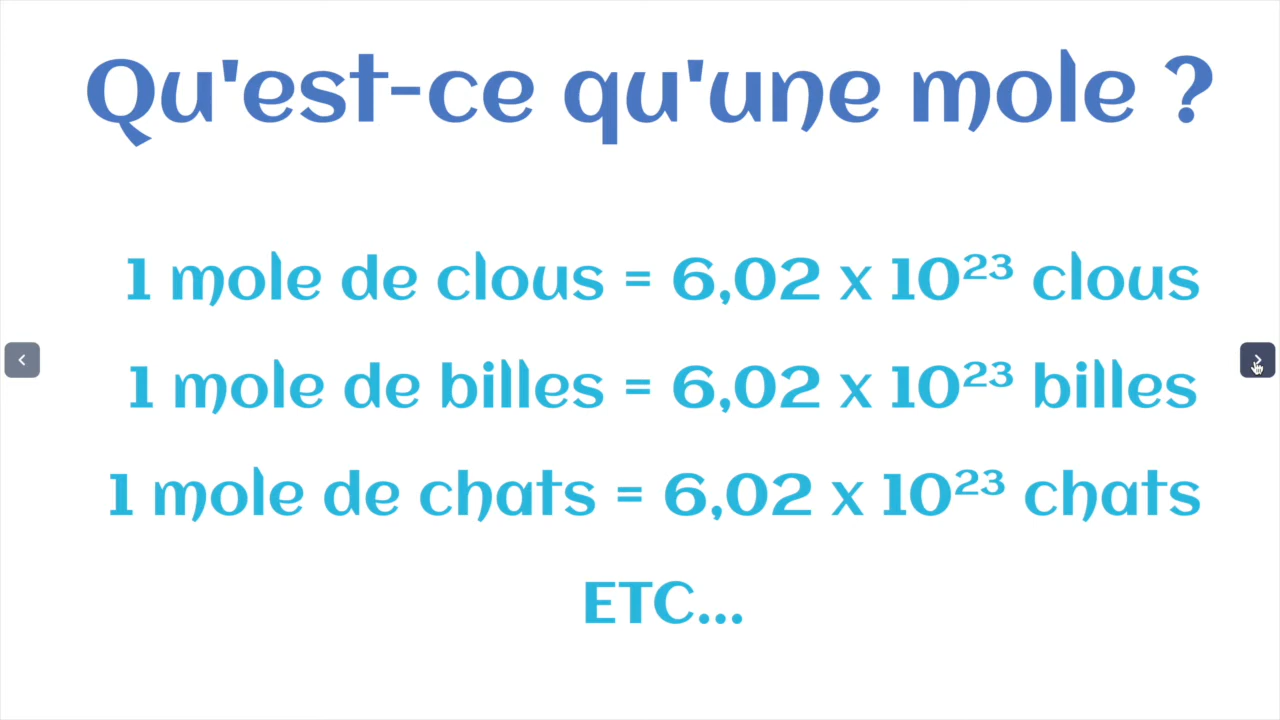 Qu'est-ce qu'une mole ?
1 mole de clous = 6,02 x 10²³ clous
1 mole de billes = 6,02 x 10²³ billes
1 mole de chats = 6,02 x 10²³ chats
ETC...